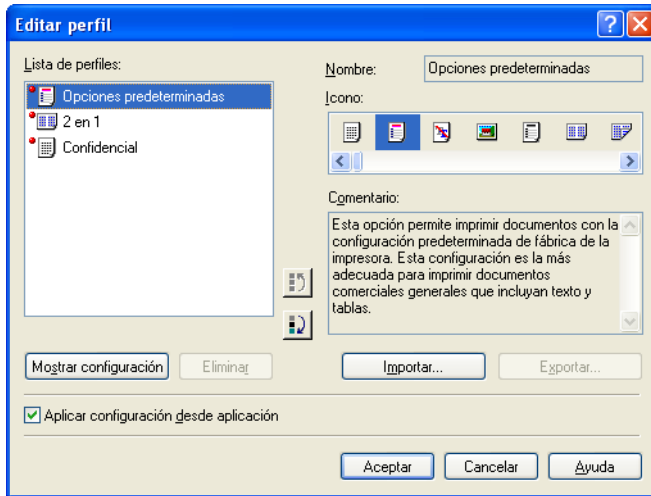 Editar perfil
Lista de perfiles:
Opciones predeterminadas
2 en 1
Confidencial
Nombre:
Opciones predeterminadas
Icono:
Comentario:
Esta opción permite imprimir documentos con la
configuración predeterminada de fábrica de la
impresora. Esta configuración es la más
adecuada para imprimir documentos
comerciales generales que incluyan texto y
tablas.
Mostrar configuración
Eliminar
Importar...
Exportar...
Aplicar configuración desde aplicación
Aceptar
Cancelar
Ayuda